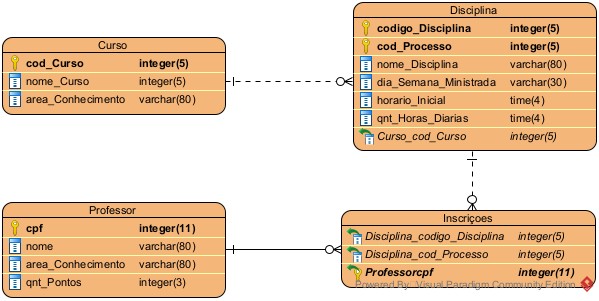 Curso
cod_Curso integer(5)
nome_Curso integer(5)
area_Conhecimento varchar(80)
Disciplina
codigo_Disciplina integer(5)
cod_Processo integer(5)
nome_Disciplina varchar(80)
dia_Semana_Ministrada varchar(30)
horario_Inicial time(4)
qnt_Horas_Diarias time(4)
Curso_cod_Curso integer(5)
Professor
cpf integer(11)
nome varchar(80)
area_Conhecimento varchar(80)
qnt_Pontos integer(3)
Inscriçoes
Disciplina_codigo_Disciplina integer(5)
Disciplina_cod_Processo integer(5)
Professorcpf integer(11)
Powered By Visual Paradigm Community Edition